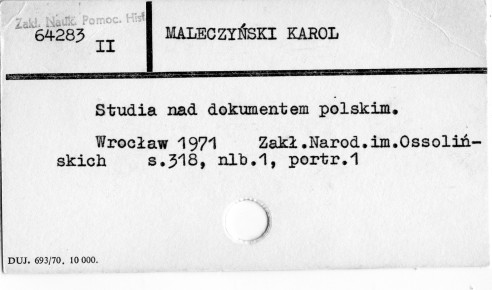 Zakł. Nauk Pomoc. Hist
64283
II
MALECZYŃSKI KAROL
Studia nad dokumentem polskim.
Wrocław 1971 Zakł.Narod.im.Ossoliń-
skich s.318, nlb.1, portr.1
DUJ. 693/70, 10 000.